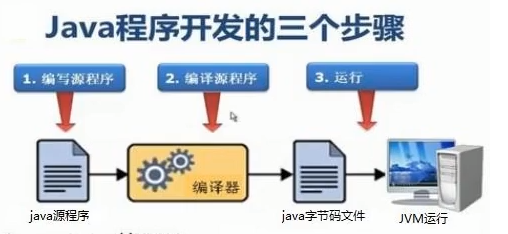 Java程序开发的三个步骤
1. 编写源程序
2. 编译源程序
3. 运行
编译器
java源程序
java字节码文件
JVM运行